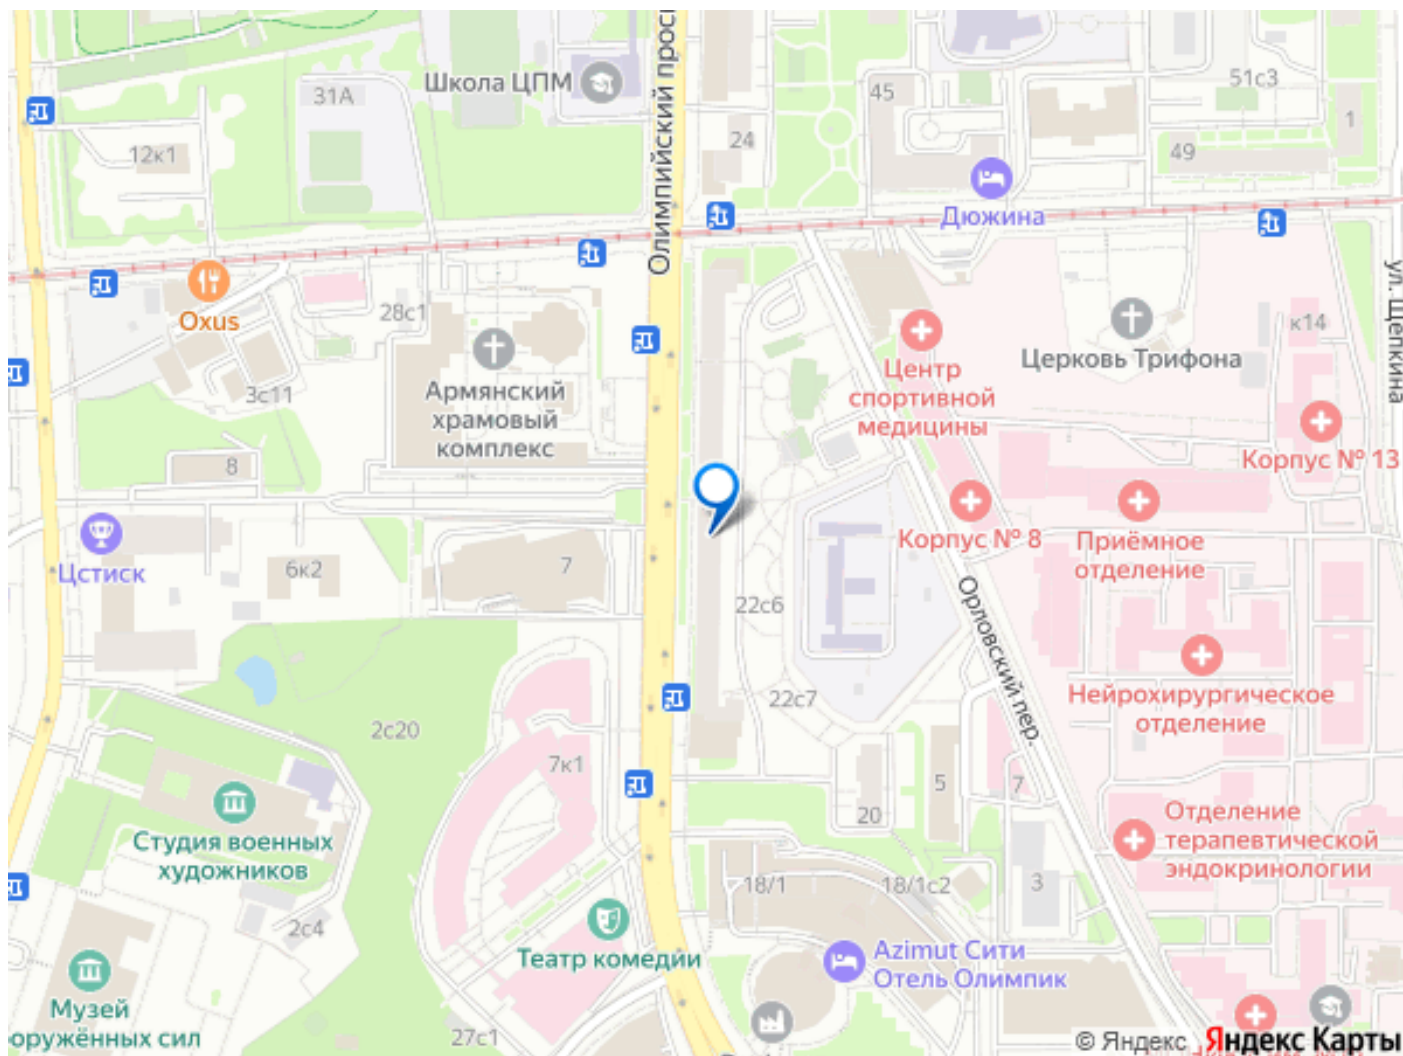 Олимпийский прос
Школа ЦПМ
31А
45
51с3
1
12к1
24
49
Дюжина
ул. Щепкина
Oxus
28с1
к14
Церковь Трифона
Центр
спортивной
медицины
Армянский
храмовый
комплекс
3с11
8
Корпус № 13
Корпус № 8
Приёмное
отделение
Цстиск
6к2
7
22с6
Орловский пер.
22с7
Нейрохирургическое
отделение
2с20
7к1
5
7
20
Отделение
терапевтической
эндокринологии
Студия военных
художников
18/1
18/1с2
3
2с4
Театр комедии
Azimut Сити
Отель Олимпик
Музей
оружённых сил
27с1
© Яндекс Яндекс Карты